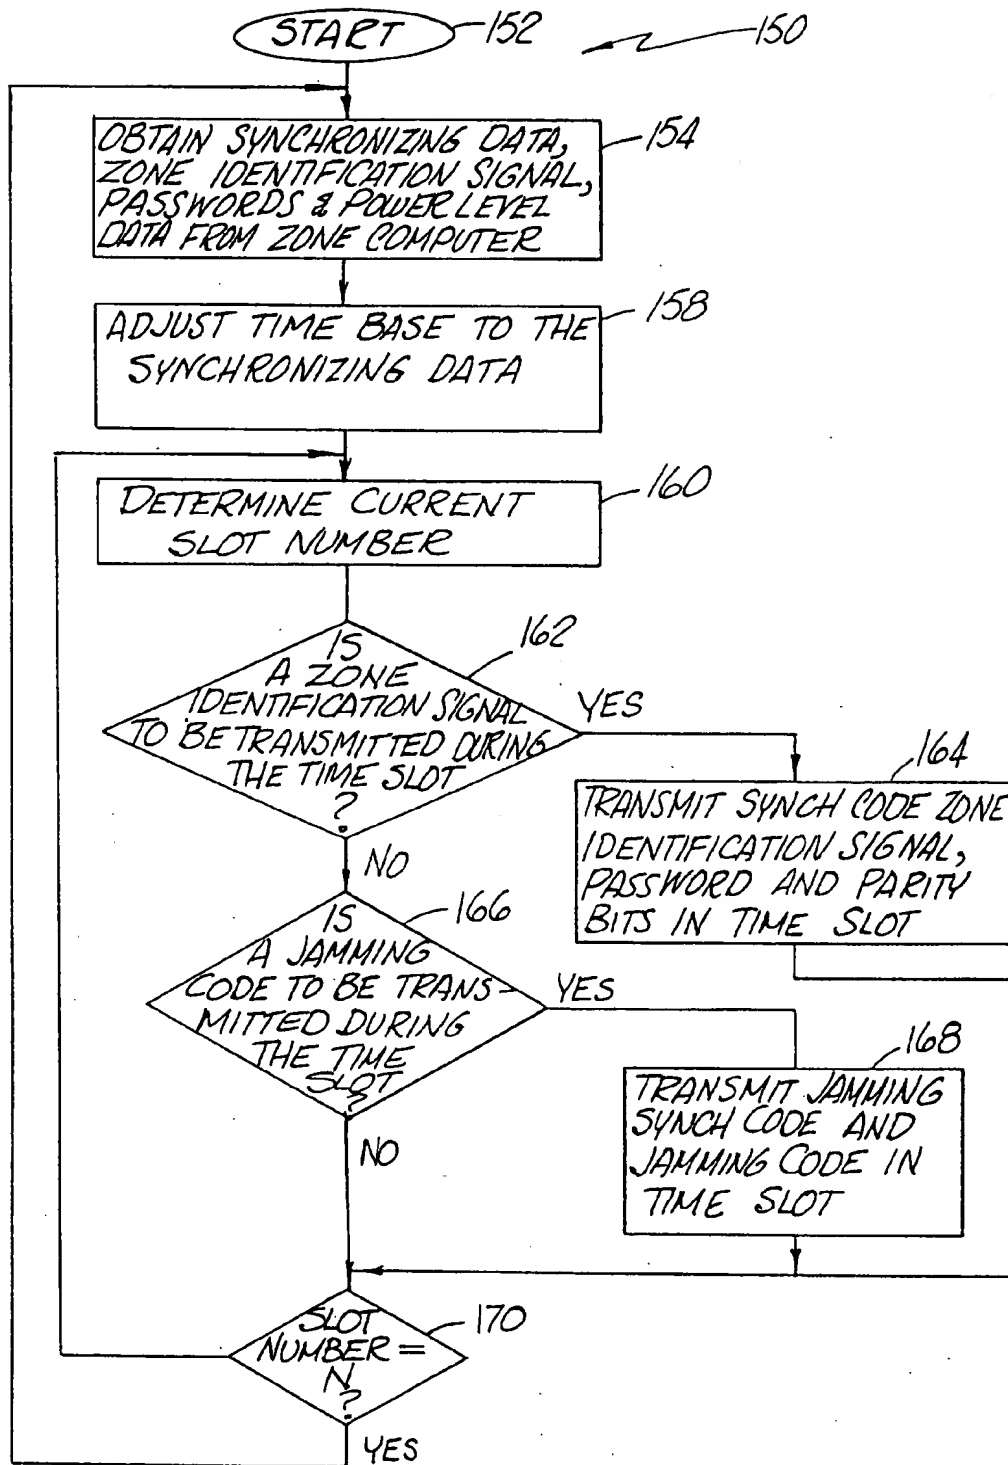 START
152
150
OBTAIN SYNCHRONIZING DATA,
ZONE IDENTIFICATION SIGNAL,
PASSWORDS & POWER LEVEL
DATA FROM ZONE COMPUTER
154
ADJUST TIME BASE TO THE
SYNCHRONIZING DATA
158
DETERMINE CURRENT
SLOT NUMBER
160
IS
A ZONE
IDENTIFICATION SIGNAL
TO BE TRANSMITTED DURING
THE TIME SLOT
?
162
YES
NO
TRANSMIT SYNCH CODE ZONE
IDENTIFICATION SIGNAL,
PASSWORD AND PARITY
BITS IN TIME SLOT
164
IS
A JAMMING
CODE TO BE TRANS-
MITTED DURING
THE TIME
SLOT
?
166
YES
NO
TRANSMIT JAMMING
SYNCH CODE AND
JAMMING CODE IN
TIME SLOT
168
SLOT
NUMBER =
N
?
170
YES